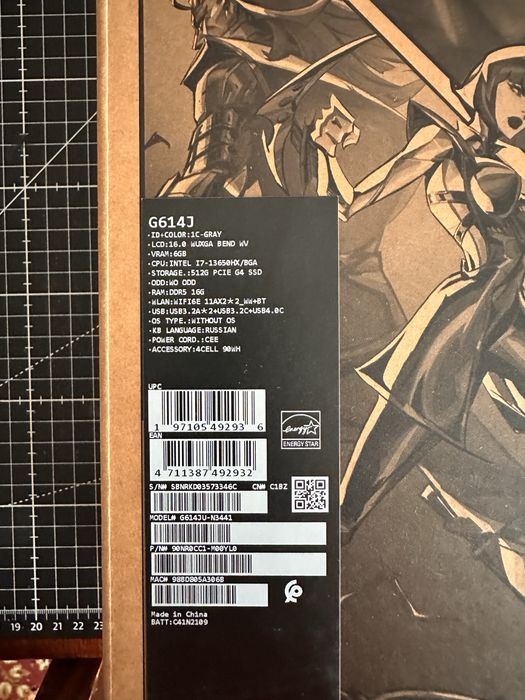 G614J
·ID+COLOR:1C-GRAY
·LCD:16.0 WUXGA BEND WV
·VRAM:6GB
·CPU:INTEL I7-13650HX/BGA
·STORAGE.:512G PCIE G4 SSD
·ODD:WO ODD
·RAM:DDR5 16G
·WLAN:WIFI6E 11AX2*2_WW+BT
·USB:USB3.2A*2+USB3.2C+USB4.0C
·OS TYPE.:WITHOUT OS
·KB LANGUAGE:RUSSIAN
·POWER CORD.:CEE
·ACCESSORY:4CELL 90WH
UPC
1 97105 49293 6
EAN
4 711387 492932
energy
ENERGY STAR
S/N# SBNRKD03573346C CN# C1BZ
MODEL# G614JU-N3441
P/N# 90NR0CC1-M00YL0
MAC# 98BDB05A306B
Made in China
BATT:C41N2109
19 20 21 22 23